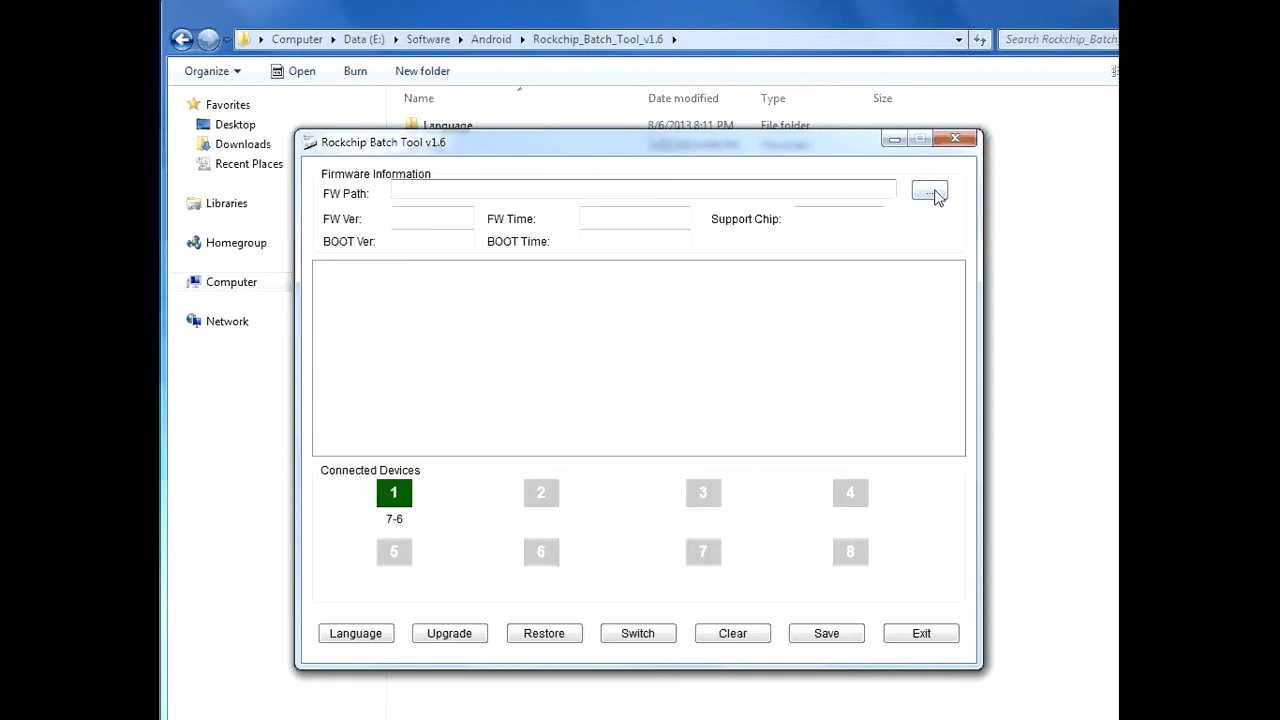 Computer Data (E:) Software Android Rockchip_Batch_Tool_v1.6 Search Rockchip_Batch_
Organize Open Burn New folder
Name Date modified Type Size
Favorites
Desktop
Downloads
Recent Places
Libraries
Homegroup
Computer
Network
Language 8/6/2013 8:11 PM File folder
Rockchip Batch Tool v1.6
Firmware Information
FW Path: ...
FW Ver: FW Time: Support Chip:
BOOT Ver: BOOT Time:
Connected Devices
1 2 3 4
7-6
5 6 7 8
Language Upgrade Restore Switch Clear Save Exit